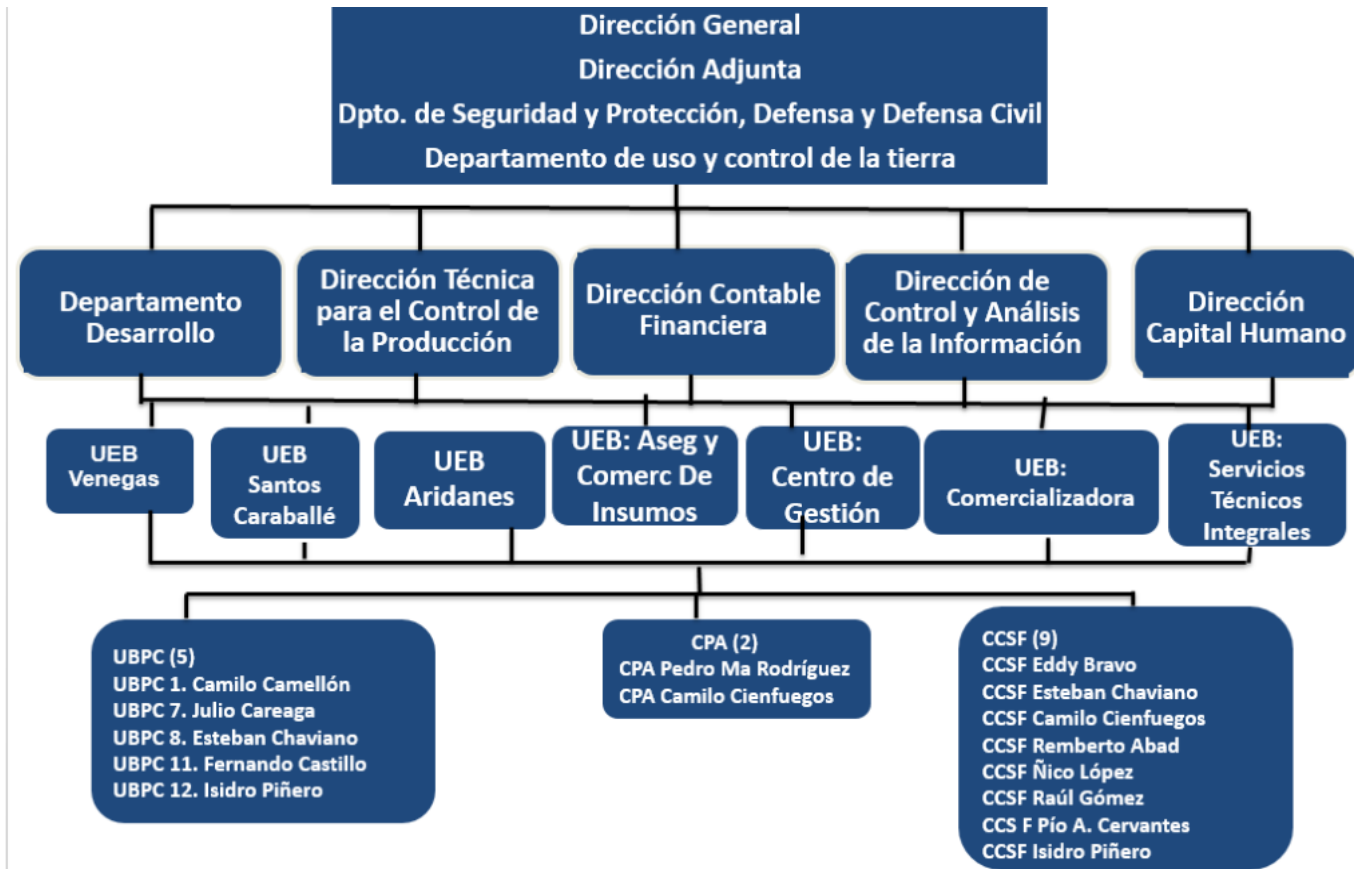 Dirección General
Dirección Adjunta
Dpto. de Seguridad y Protección, Defensa y Defensa Civil
Departamento de uso y control de la tierra
Departamento
Desarrollo
Dirección Técnica
para el Control de
la Producción
Dirección Contable
Financiera
Dirección de
Control y Análisis
de la Información
Dirección
Capital Humano
UEB
Venegas
UEB
Santos
Caraballé
UEB
Aridanes
UEB: Aseg y
Comerc De
Insumos
UEB:
Centro de
Gestión
UEB:
Comercializadora
UEB:
Servicios
Técnicos
Integrales
UBPC (5)
UBPC 1. Camilo Camellón
UBPC 7. Julio Careaga
UBPC 8. Esteban Chaviano
UBPC 11. Fernando Castillo
UBPC 12. Isidro Piñero
CPA (2)
CPA Pedro Ma Rodríguez
CPA Camilo Cienfuegos
CCSF (9)
CCSF Eddy Bravo
CCSF Esteban Chaviano
CCSF Camilo Cienfuegos
CCSF Remberto Abad
CCSF Ñico López
CCSF Raúl Gómez
CCS F Pío A. Cervantes
CCSF Isidro Piñero